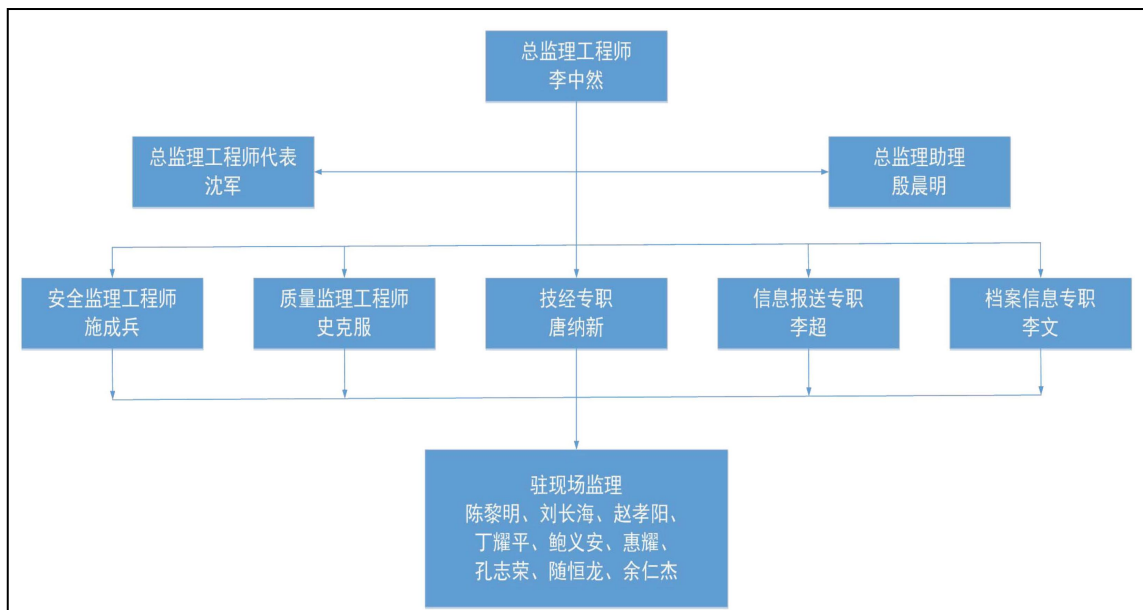 总监理工程师
李中然
总监理工程师代表
沈军
总监理助理
殷晨明
安全监理工程师
施成兵
质量监理工程师
史克服
技经专职
唐纳新
信息报送专职
李超
档案信息专职
李文
驻现场监理
陈黎明、刘长海、赵孝阳、
丁耀平、鲍义安、惠耀、
孔志荣、随恒龙、余仁杰